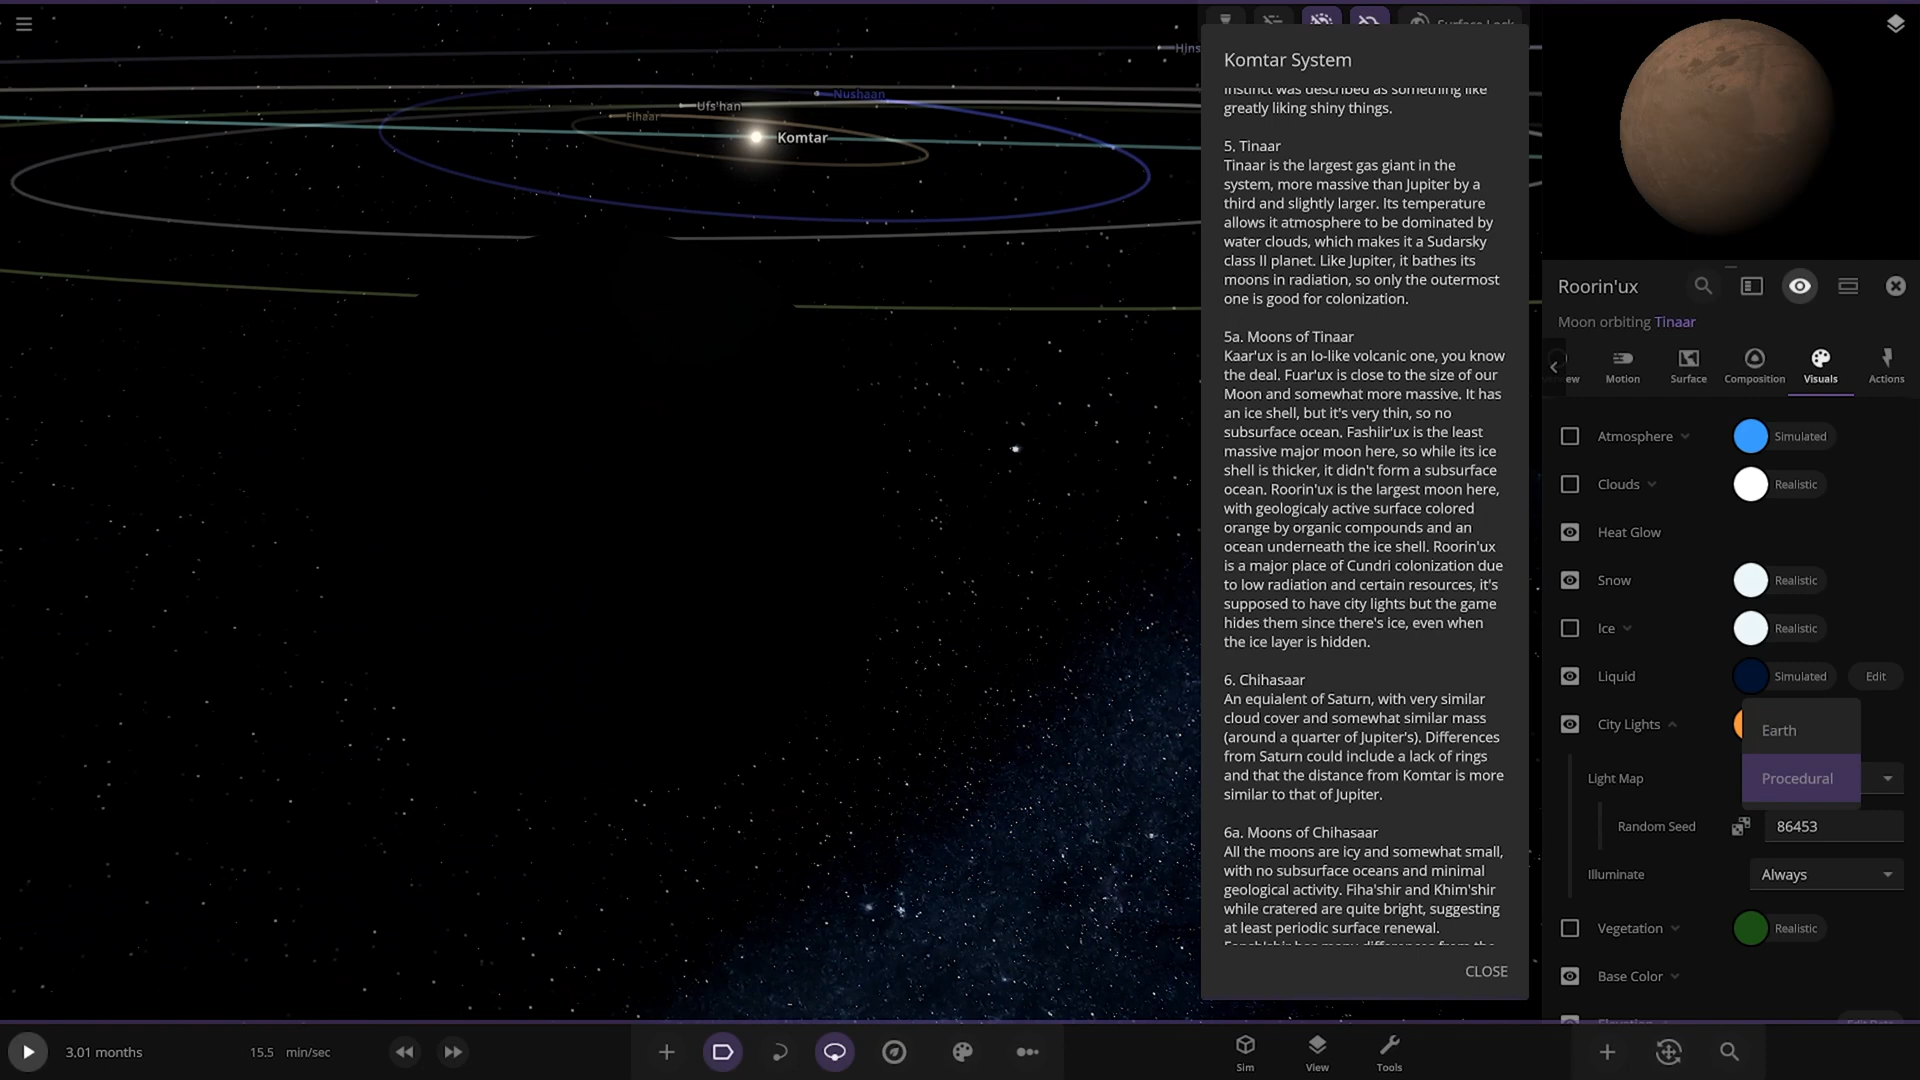 Surface Lock
Hins
Nushaan
Ufs'han
Fihaar
Komtar
Komtar System
instinct was described as something like
greatly liking shiny things.
5. Tinaar
Tinaar is the largest gas giant in the
system, more massive than Jupiter by a
third and slightly larger. Its temperature
allows it atmosphere to be dominated by
water clouds, which makes it a Sudarsky
class II planet. Like Jupiter, it bathes its
moons in radiation, so only the outermost
one is good for colonization.
5a. Moons of Tinaar
Kaar'ux is an Io-like volcanic one, you know
the deal. Fuar'ux is close to the size of our
Moon and somewhat more massive. It has
an ice shell, but it's very thin, so no
subsurface ocean. Fashiir'ux is the least
massive major moon here, so while its ice
shell is thicker, it didn't form a subsurface
ocean. Roorin'ux is the largest moon here,
with geologicaly active surface colored
orange by organic compounds and an
ocean underneath the ice shell. Roorin'ux
is a major place of Cundri colonization due
to low radiation and certain resources, it's
supposed to have city lights but the game
hides them since there's ice, even when
the ice layer is hidden.
6. Chihasaar
An equialent of Saturn, with very similar
cloud cover and somewhat similar mass
(around a quarter of Jupiter's). Differences
from Saturn could include a lack of rings
and that the distance from Komtar is more
similar to that of Jupiter.
6a. Moons of Chihasaar
All the moons are icy and somewhat small,
with no subsurface oceans and minimal
geological activity. Fiha'shir and Khim'shir
while cratered are quite bright, suggesting
at least periodic surface renewal.
has many differences from the
CLOSE
Roorin'ux
Moon orbiting Tinaar
Motion
Surface
Composition
Visuals
Actions
Atmosphere
Simulated
Clouds
Realistic
Heat Glow
Snow
Realistic
Ice
Realistic
Liquid
Simulated
Edit
City Lights
Earth
Light Map
Procedural
Random Seed
86453
Illuminate
Always
Vegetation
Realistic
Base Color
3.01 months
15.5 min/sec
Sim
View
Tools